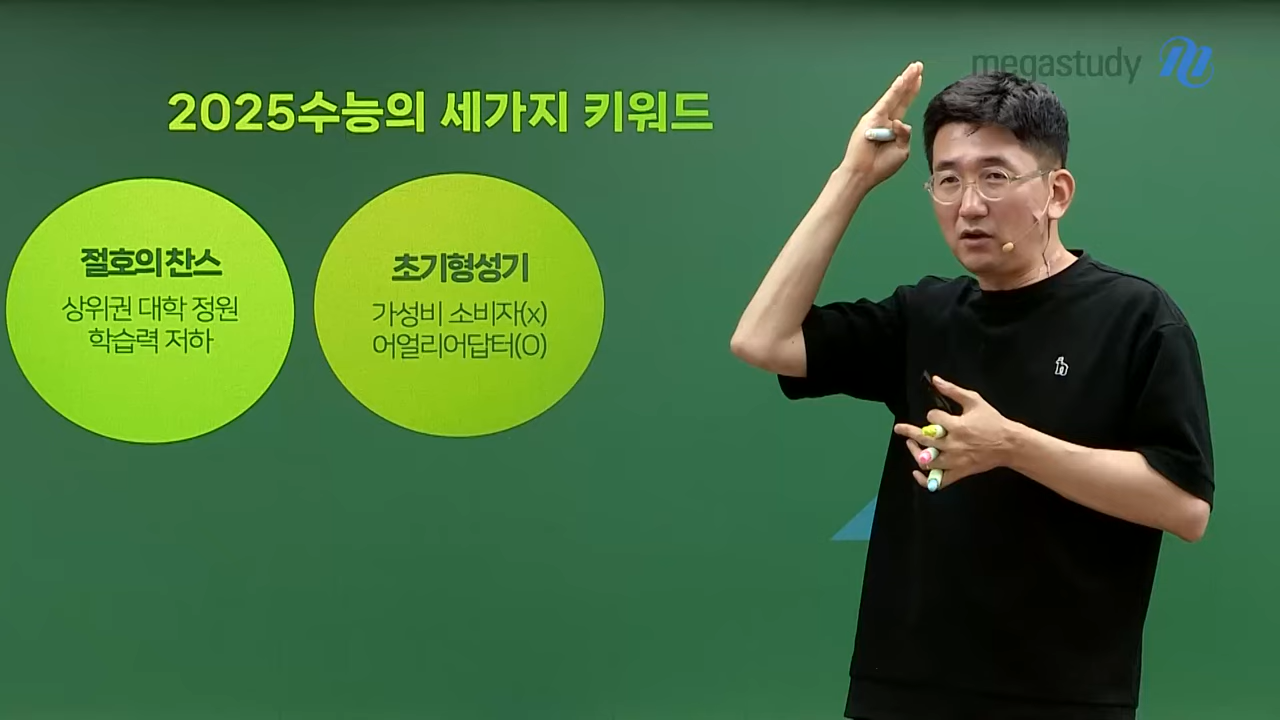 megastudy
2025수능의 세가지 키워드
절호의 찬스
상위권 대학 정원
학습력 저하
초기형성기
가성비 소비자(x)
어얼리어답터(O)